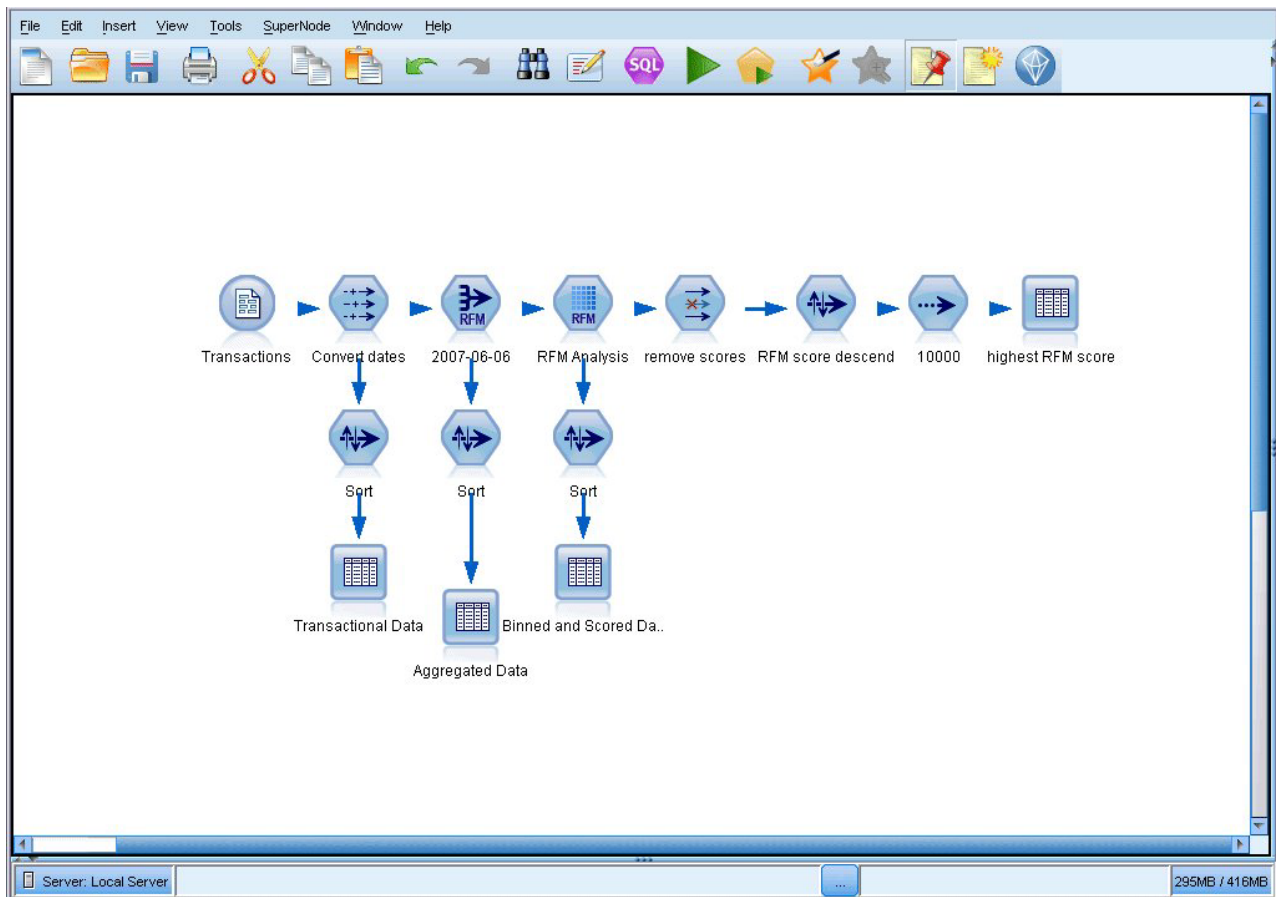 File Edit Insert View Tools SuperNode Window Help
SQL
RFM RFM
Transactions Convert dates 2007-06-06 RFM Analysis remove scores RFM score descend 10000 highest RFM score
Sort Sort Sort
Transactional Data Binned and Scored Da..
Aggregated Data
Server: Local Server ... 295MB / 416MB